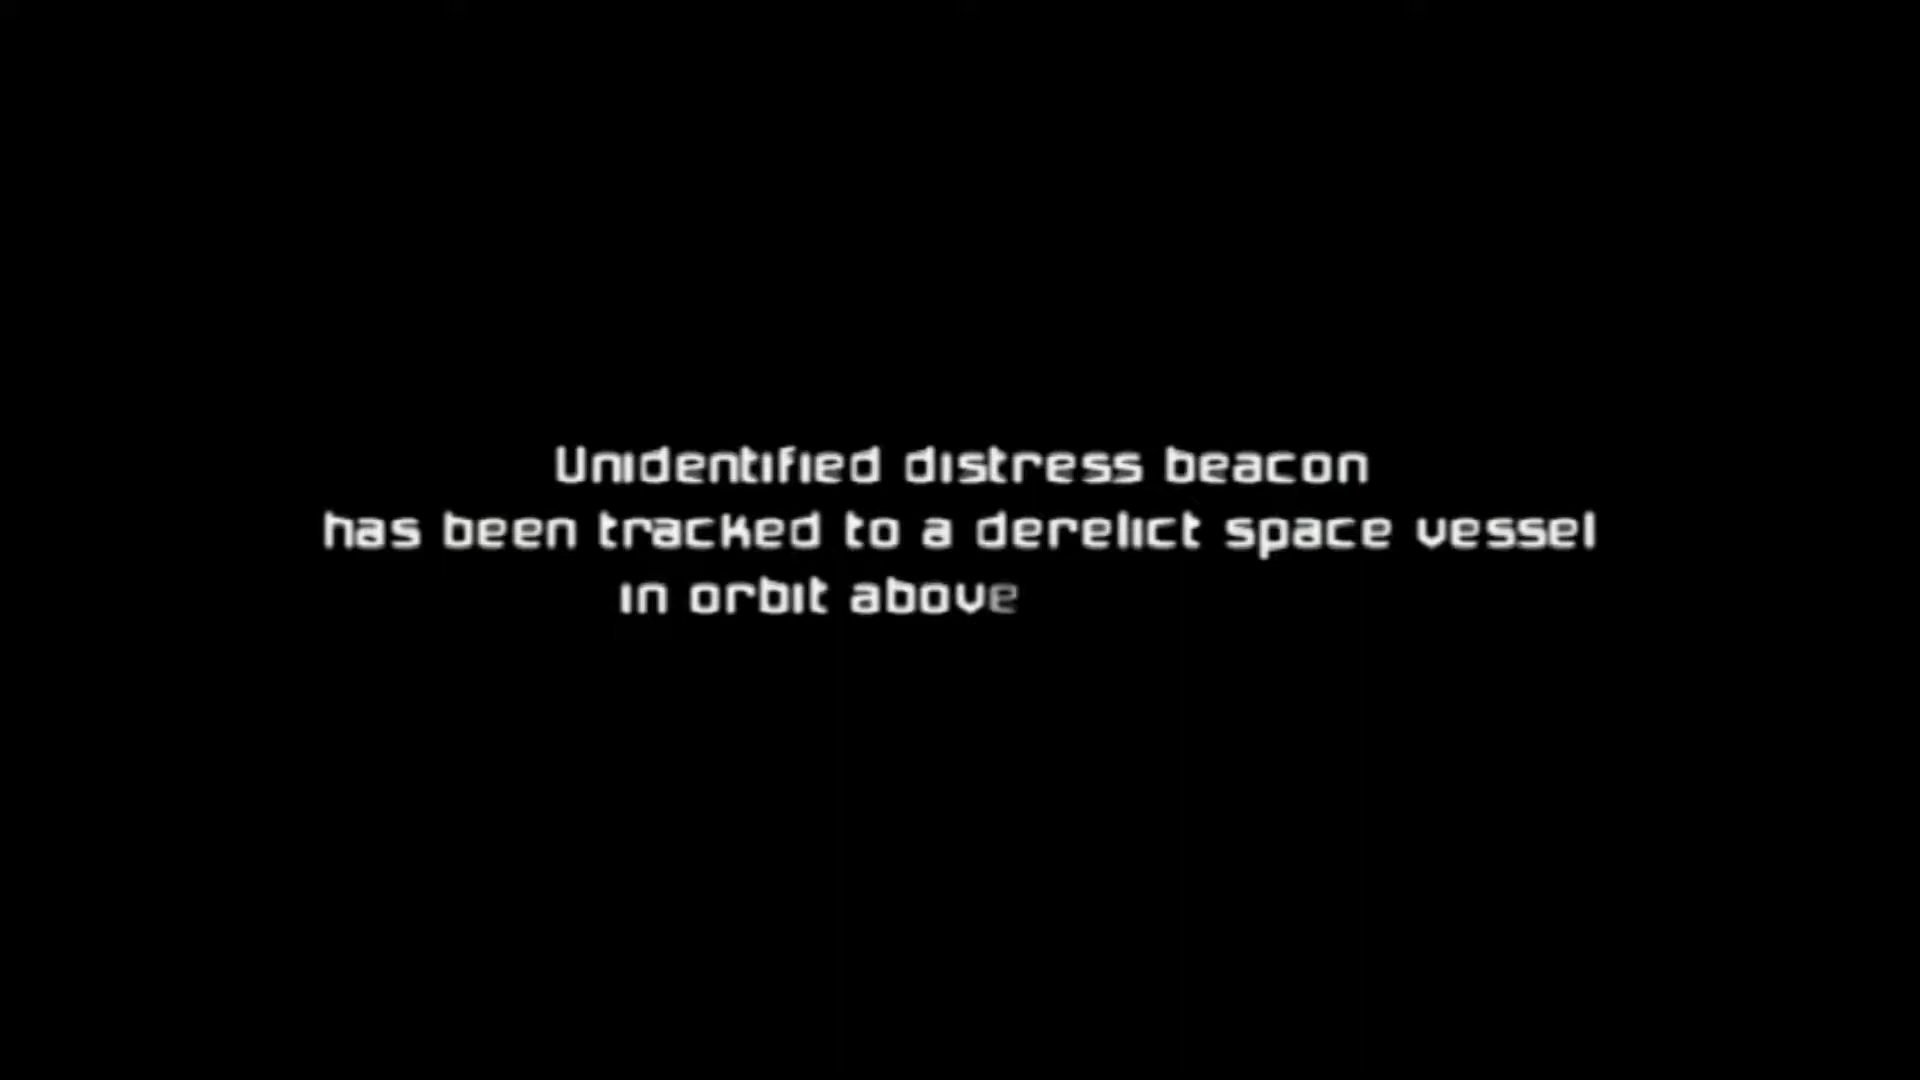 Unidentified distress beacon
has been tracked to a derelict space vessel
in orbit above